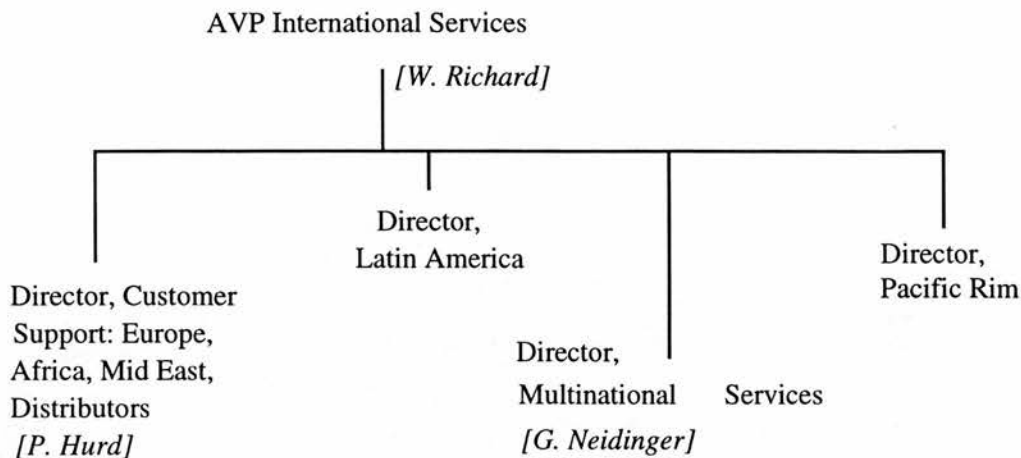 AVP International Services
[W. Richard]
Director,
Latin America
Director,
Pacific Rim
Director, Customer
Support: Europe,
Africa, Mid East,
Distributors
[P. Hurd]
Director,
Multinational Services
[G. Neidinger]